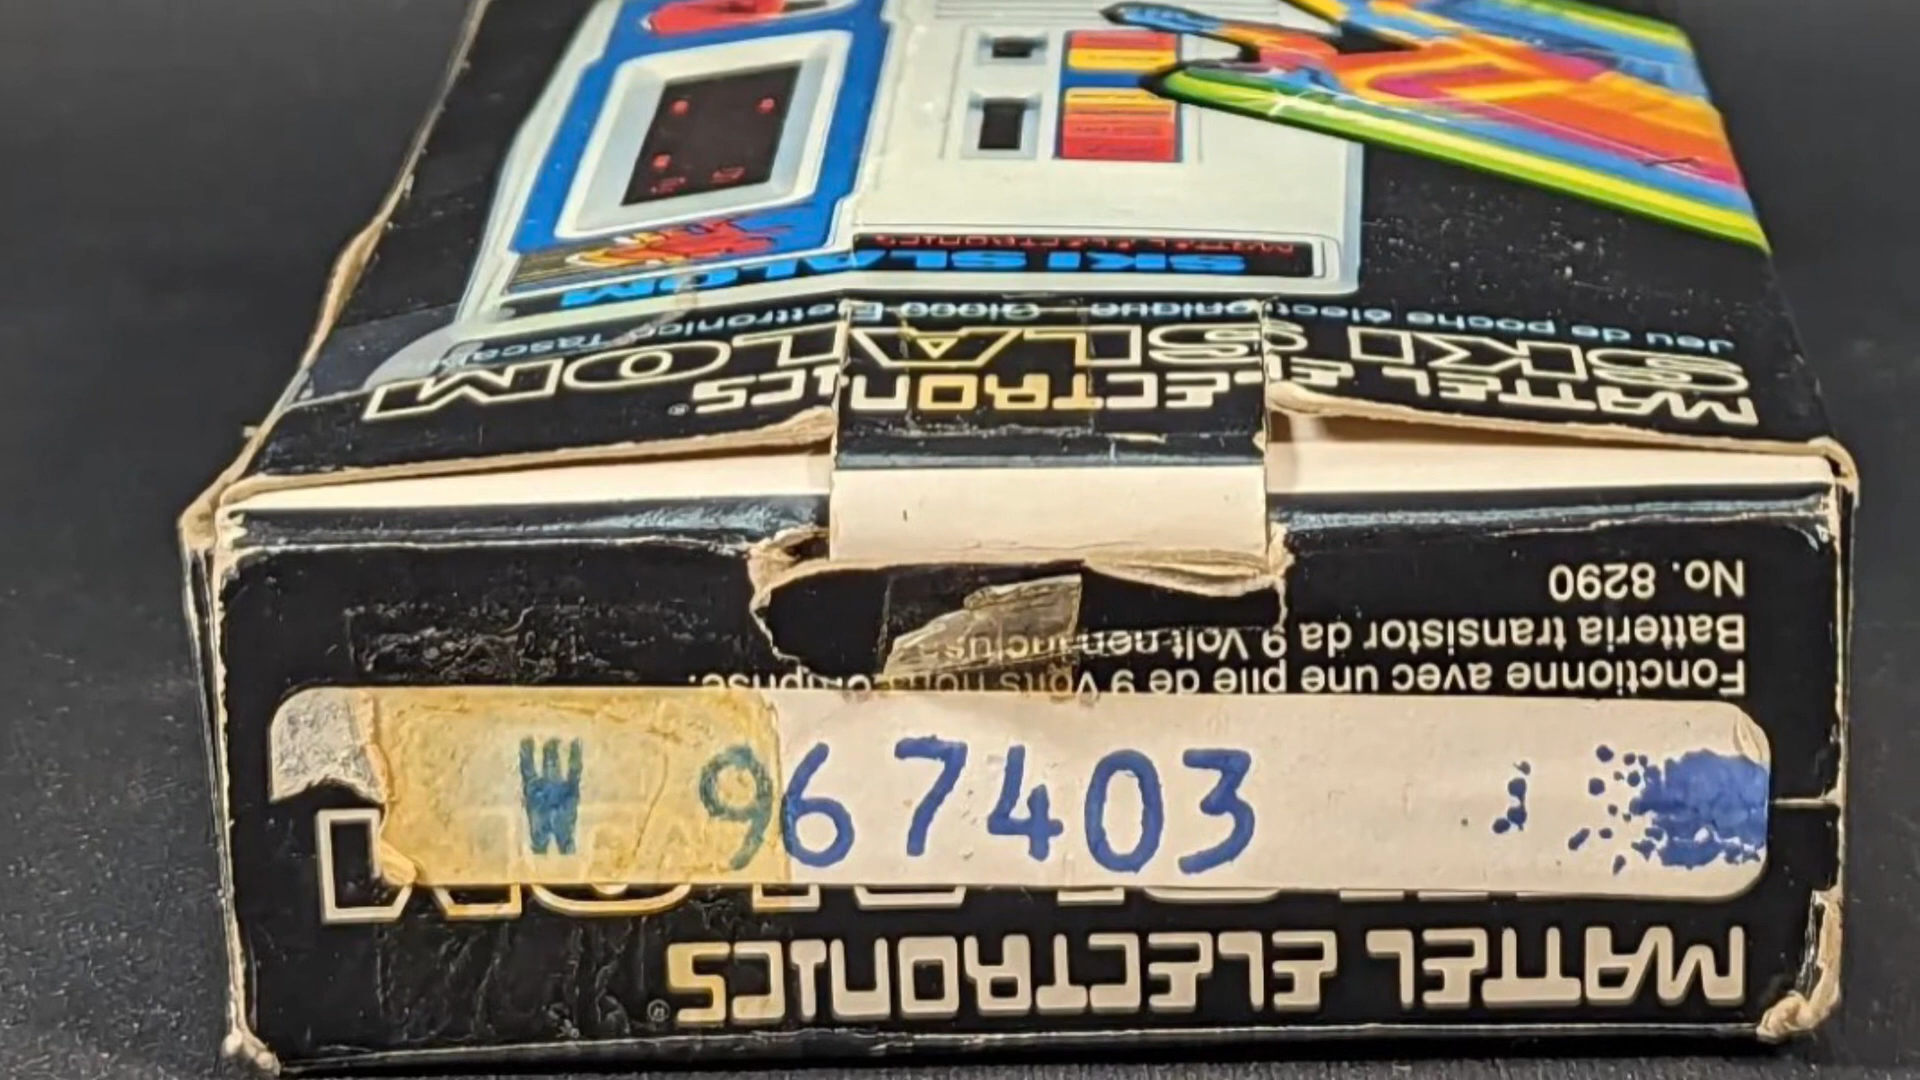 MATTEL ELECTRONICS
SKI SLALOM
Jeu de poche électronique - Gioco Elettronico Tascabile
MATTEL ELECTRONICS®
SKI SLALOM
W 967403
MATTEL ELECTRONICS®
Fonctionne avec une pile de 9 Volts non comprise.
Batteria transistor da 9 Volt non inclusa
No. 8290